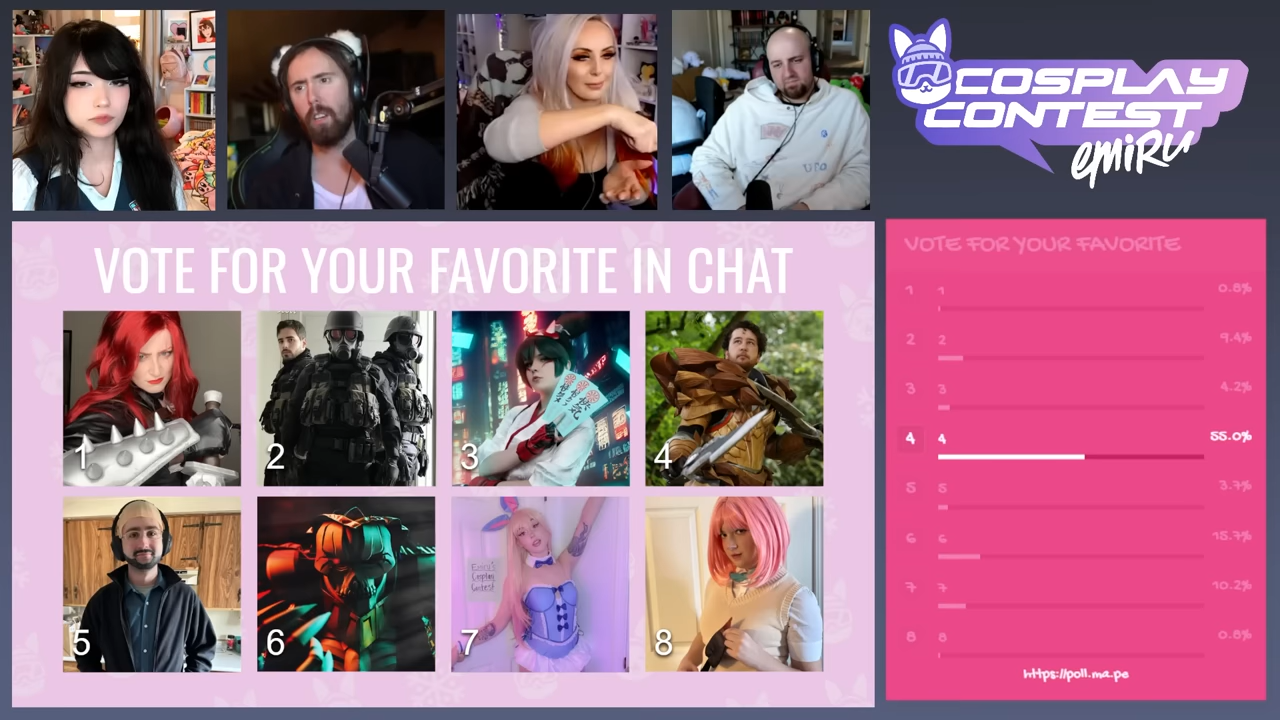 COSPLAY
CONTEST
emiru
VOTE FOR YOUR FAVORITE IN CHAT
1
2
3
4
5
6
7
8
Emiru's
Cosplay
Contest
VOTE FOR YOUR FAVORITE
1 1 0.8%
2 2 9.4%
3 3 4.2%
4 4 55.0%
5 5 3.7%
6 6 15.7%
7 7 10.2%
8 8 0.8%
https://poll.ma.pe